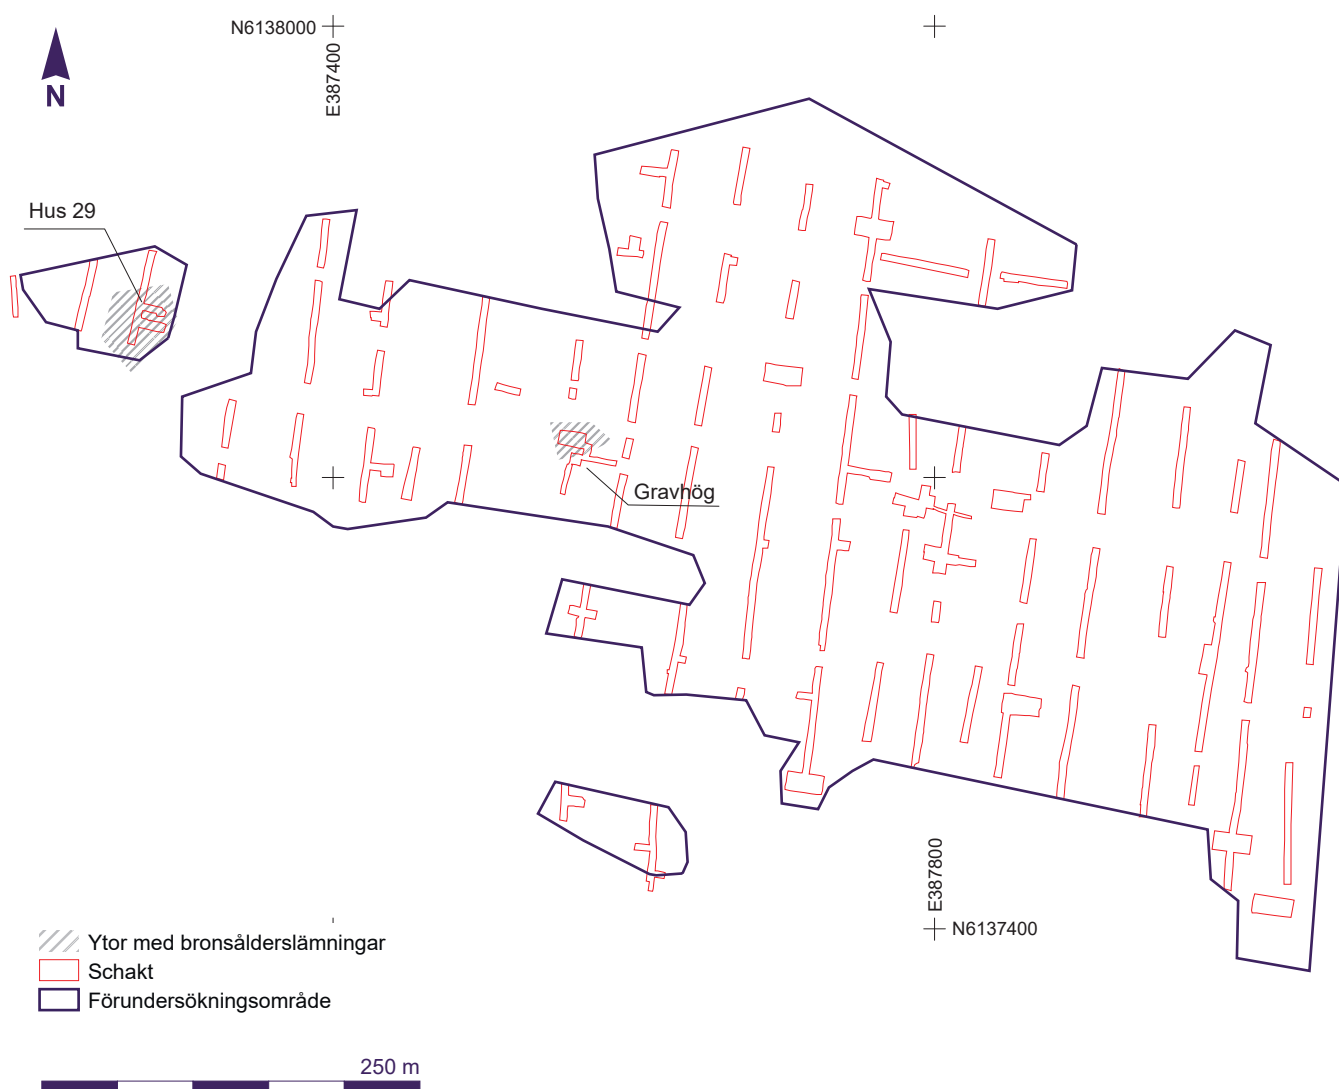 N6138000
E387400
N
Hus 29
Gravhög
E387800
N6137400
Ytor med bronsålderslämningar
Schakt
Förundersökningsområde
250 m